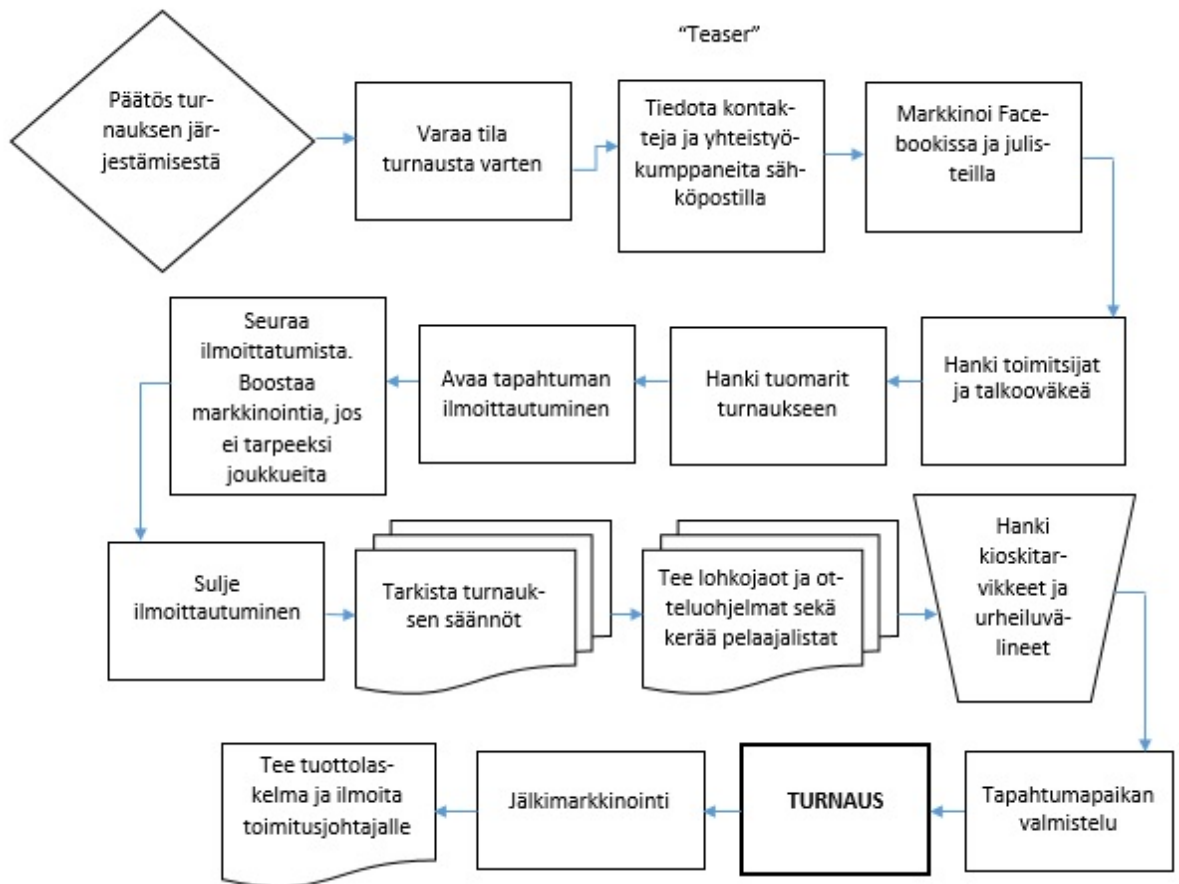 “Teaser”
Päätös tur-
nauksen jär-
jestämisestä
Varaa tila
turnausta varten
Tiedota kontak-
teja ja yhteistyö-
kumppaneita säh-
köpostilla
Markkinoi Face-
bookissa ja julis-
teilla
Hanki toimitsijat
ja talkooväkeä
Hanki tuomarit
turnaukseen
Avaa tapahtuman
ilmoittautuminen
Seuraa
ilmoittatumista.
Boostaa
markkinointia, jos
ei tarpeeksi
joukkueita
Sulje
ilmoittautuminen
Tarkista turnauk-
sen säännöt
Tee lohkojaot ja ot-
teluohjelmat sekä
kerää pelaajalistat
Hanki
kioskitar-
vikkeet ja
urheiluvä-
lineet
Tapahtumapaikan
valmistelu
TURNAUS
Jälkimarkkinointi
Tee tuottolas-
kelma ja ilmoita
toimitusjohtajalle